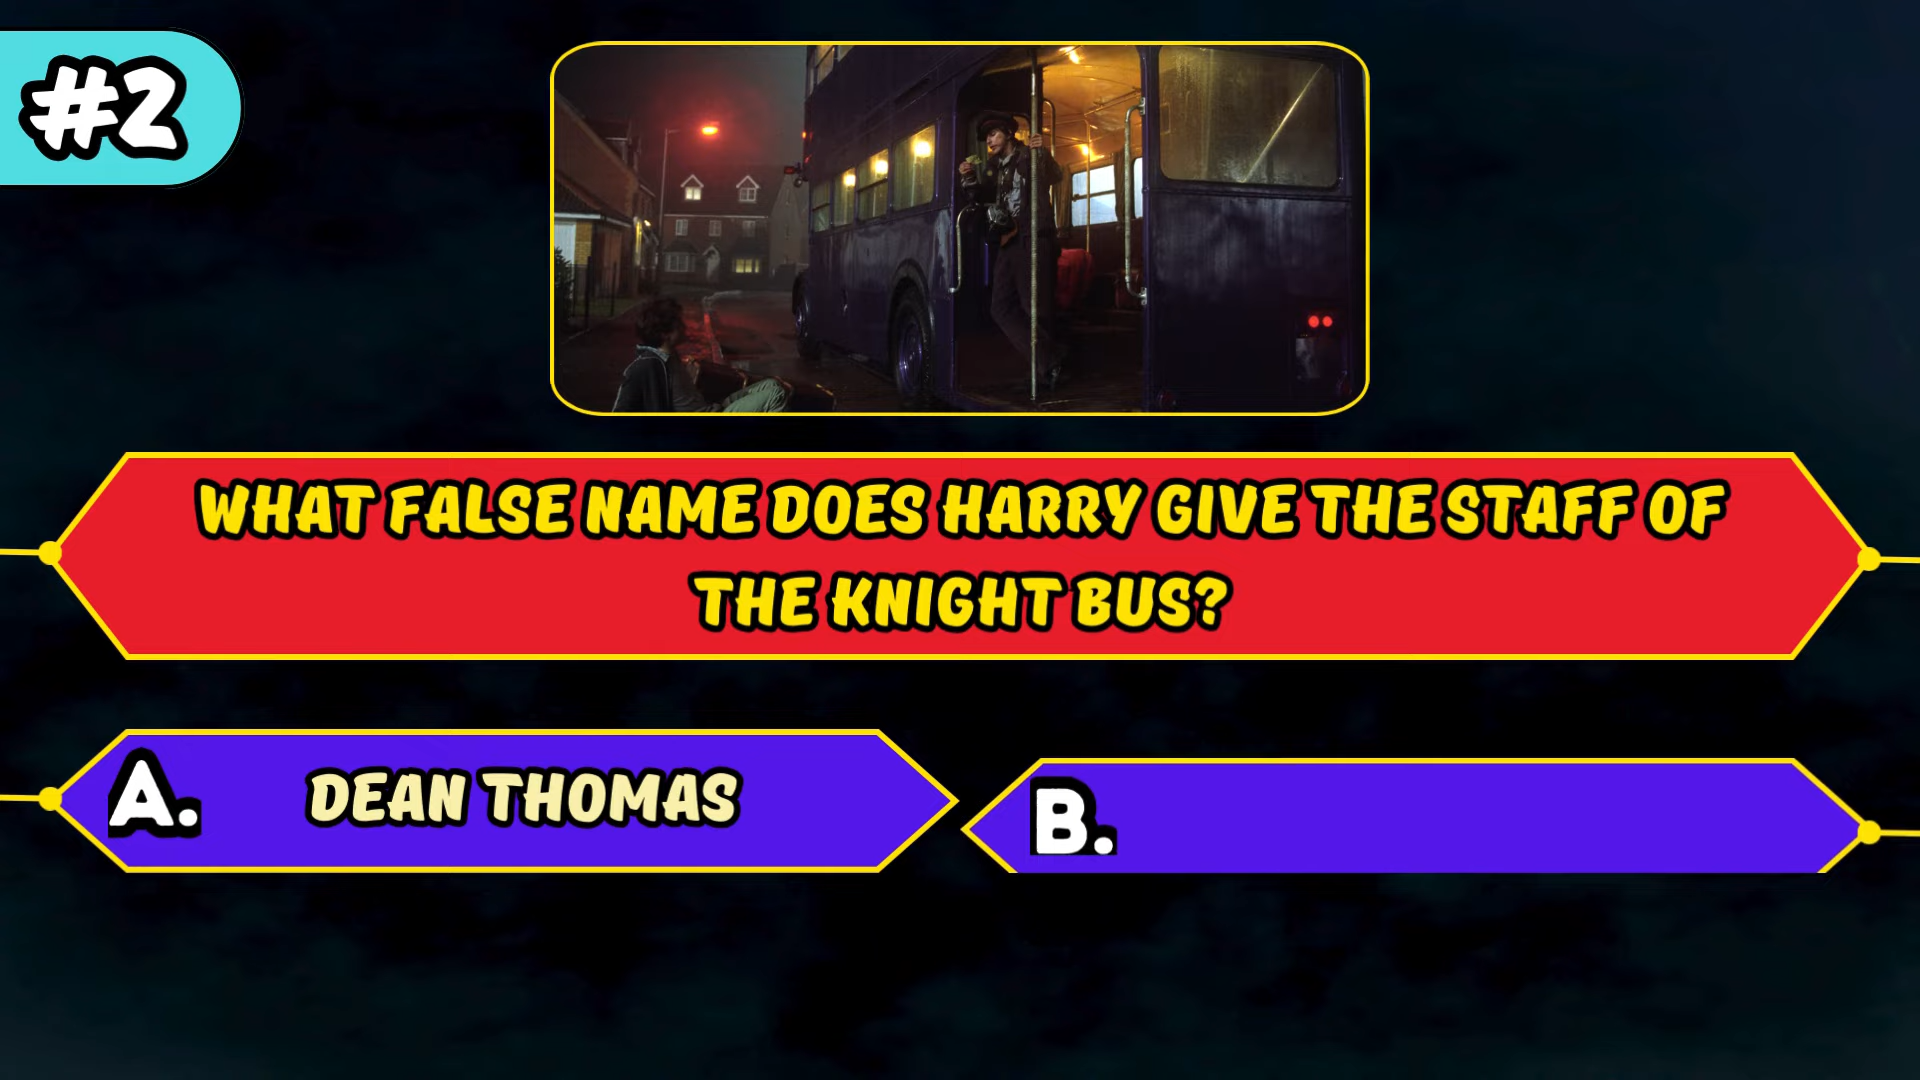 #2
WHAT FALSE NAME DOES HARRY GIVE THE STAFF OF
THE KNIGHT BUS?
A. DEAN THOMAS
B.